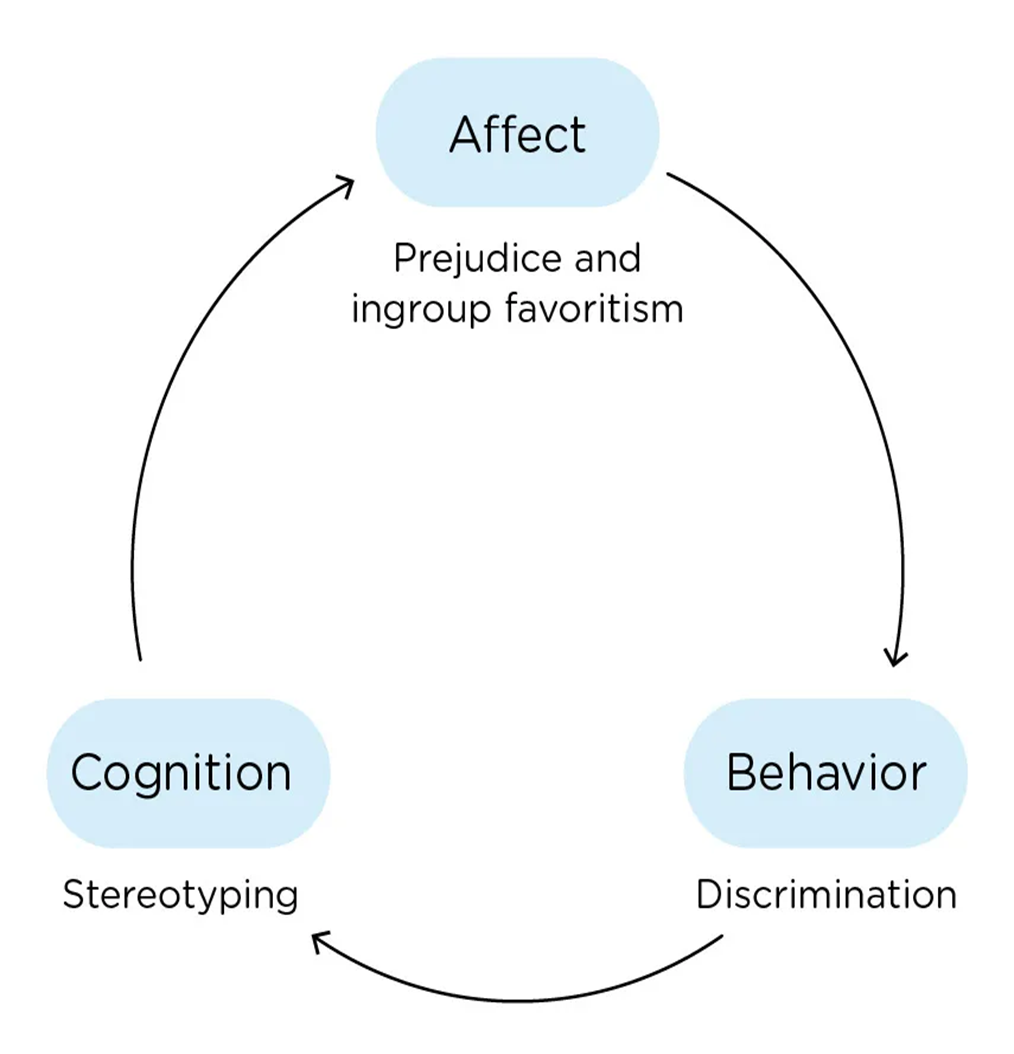 Affect
Prejudice and
ingroup favoritism
Cognition
Stereotyping
Behavior
Discrimination